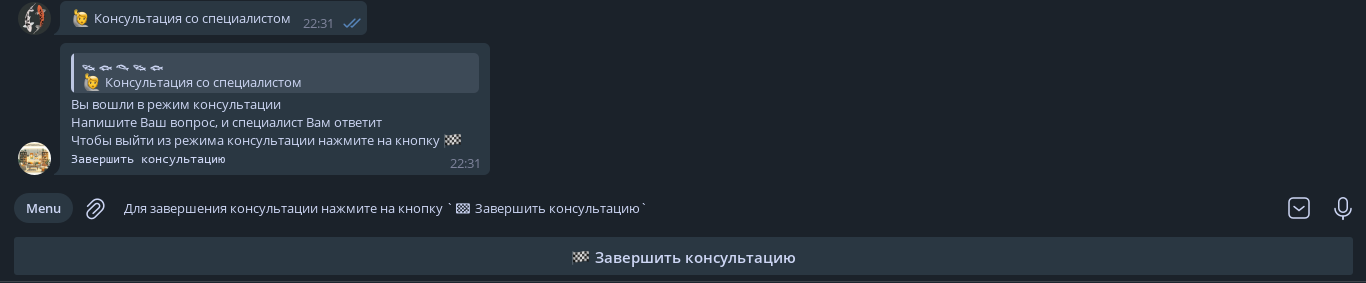 🙋 Консультация со специалистом 22:31
🙋 Консультация со специалистом
Вы вошли в режим консультации
Напишите Ваш вопрос, и специалист Вам ответит
Чтобы выйти из режима консультации нажмите на кнопку 🏁
Завершить консультацию
22:31
Menu Для завершения консультации нажмите на кнопку `🏁 Завершить консультацию`
🏁 Завершить консультацию